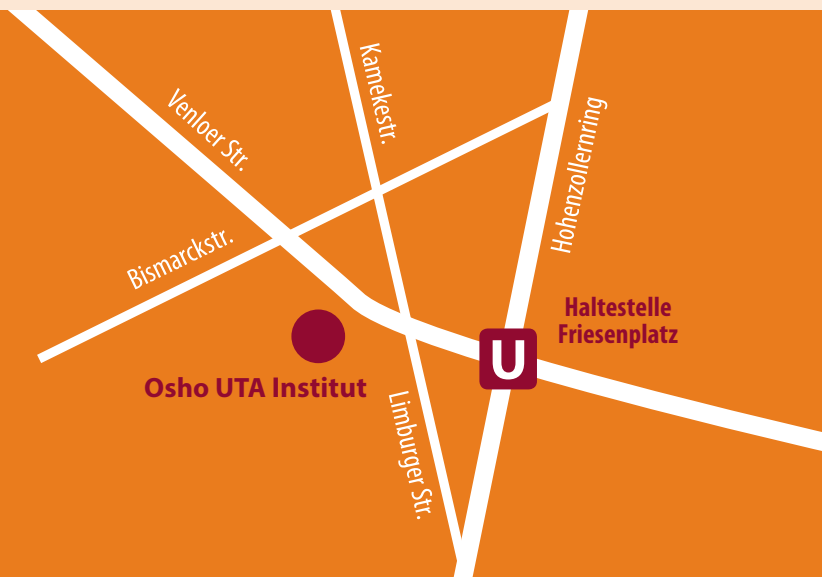 Kamekestr.
Venloer Str.
Hohenzollernring
Bismarckstr.
Haltestelle
Friesenplatz
U
Osho UTA Institut
Limburger Str.